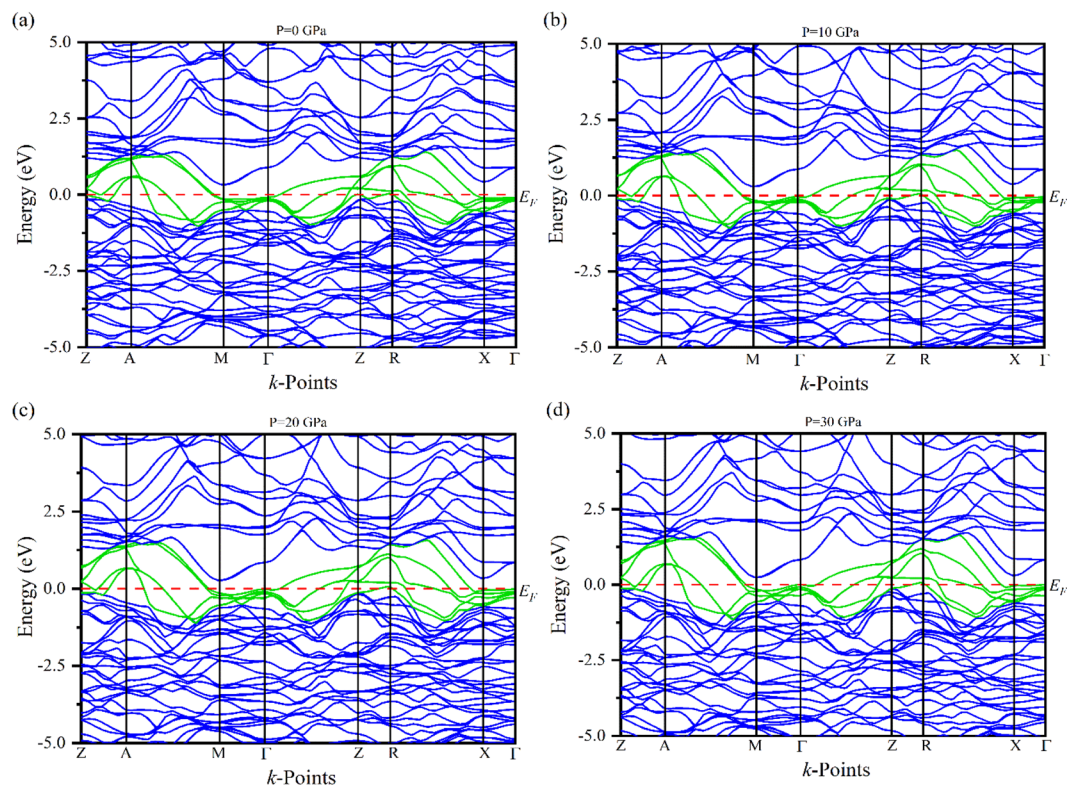 (a)
P=0 GPa
5.0
2.5
0.0
-2.5
-5.0
Energy (eV)
E_F
Z A M Γ Z R X Γ
k-Points
(b)
P=10 GPa
5.0
2.5
0.0
-2.5
-5.0
Energy (eV)
E_F
Z A M Γ Z R X Γ
k-Points
(c)
P=20 GPa
5.0
2.5
0.0
-2.5
-5.0
Energy (eV)
E_F
Z A M Γ Z R X Γ
k-Points
(d)
P=30 GPa
5.0
2.5
0.0
-2.5
-5.0
Energy (eV)
E_F
Z A M Γ Z R X Γ
k-Points